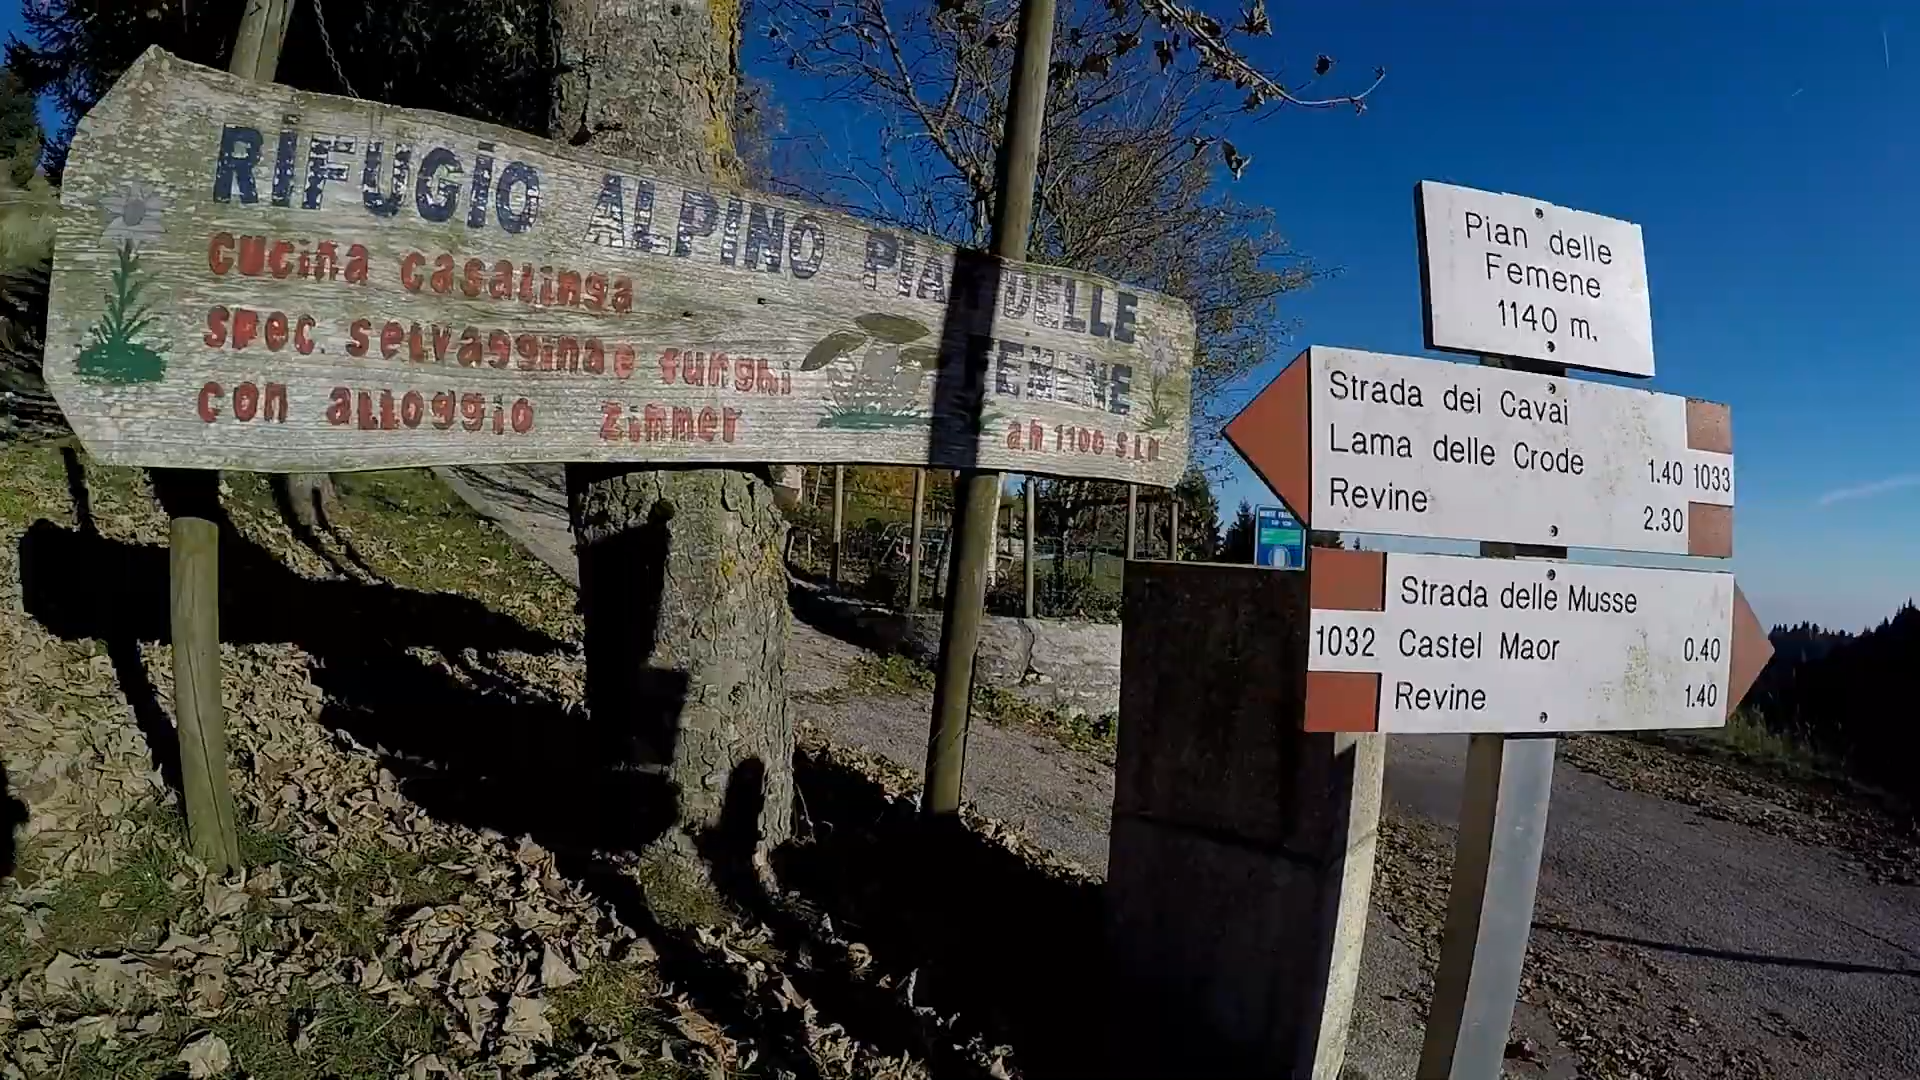 RIFUGIO ALPINO PIAN DELLE
FEMENE
cucina casalinga
spec. selvaggina e funghi
con alloggio zimmer
a m 1100 S.L.M.
Pian delle
Femene
1140 m.
Strada dei Cavai
Lama delle Crode 1.40 1033
Revine 2.30
Strada delle Musse
1032 Castel Maor 0.40
Revine 1.40